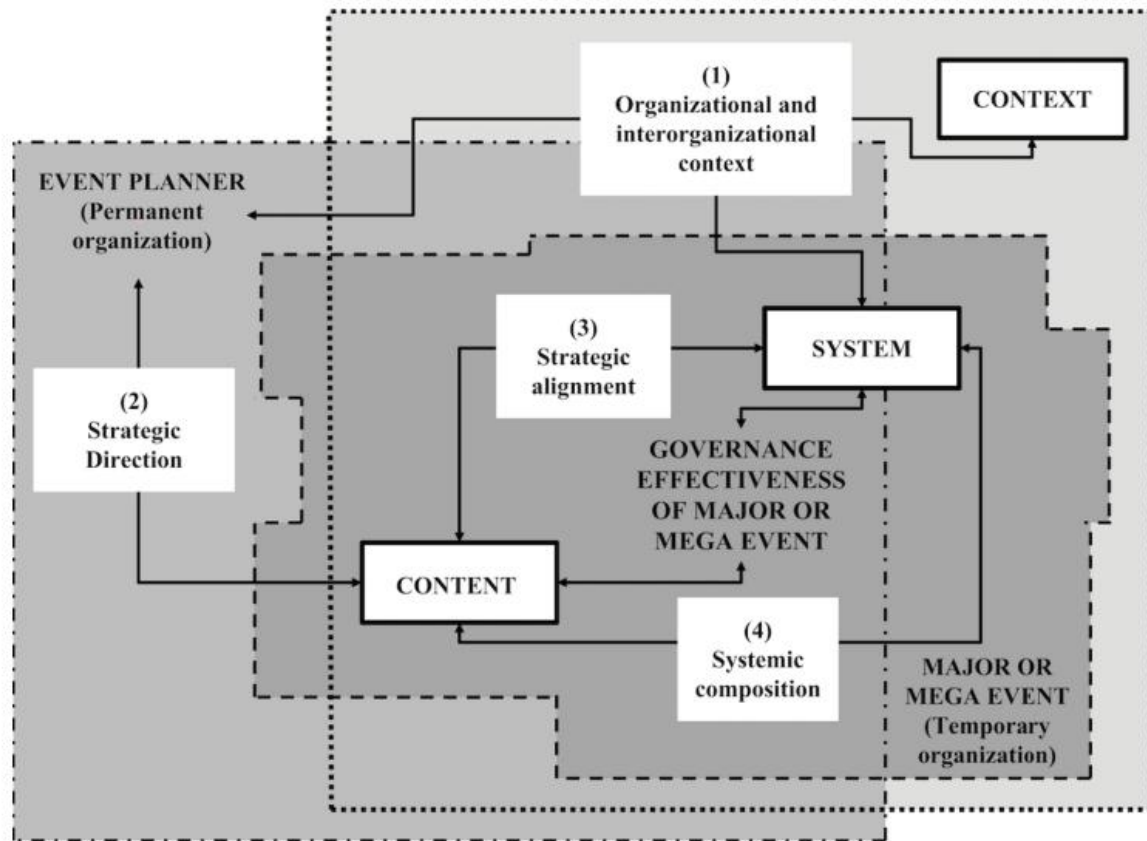 (1)
Organizational and
interorganizational
context
CONTEXT
EVENT PLANNER
(Permanent
organization)
(2)
Strategic
Direction
(3)
Strategic
alignment
SYSTEM
GOVERNANCE
EFFECTIVENESS
OF MAJOR OR
MEGA EVENT
CONTENT
(4)
Systemic
composition
MAJOR OR
MEGA EVENT
(Temporary
organization)